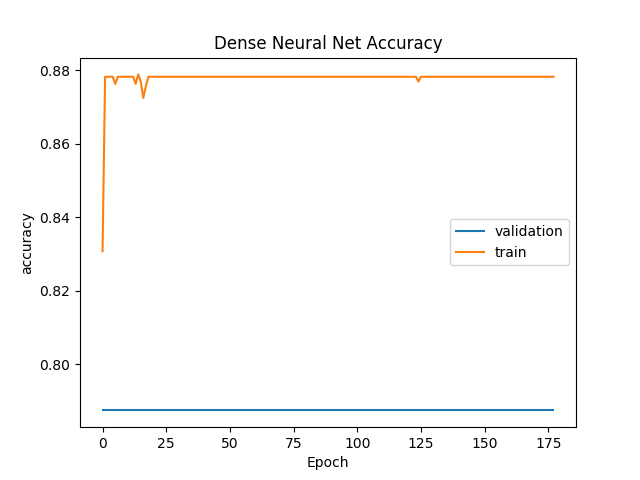 Dense Neural Net Accuracy
0.88
0.86
0.84
0.82
0.80
accuracy
validation
train
0 25 50 75 100 125 150 175
Epoch